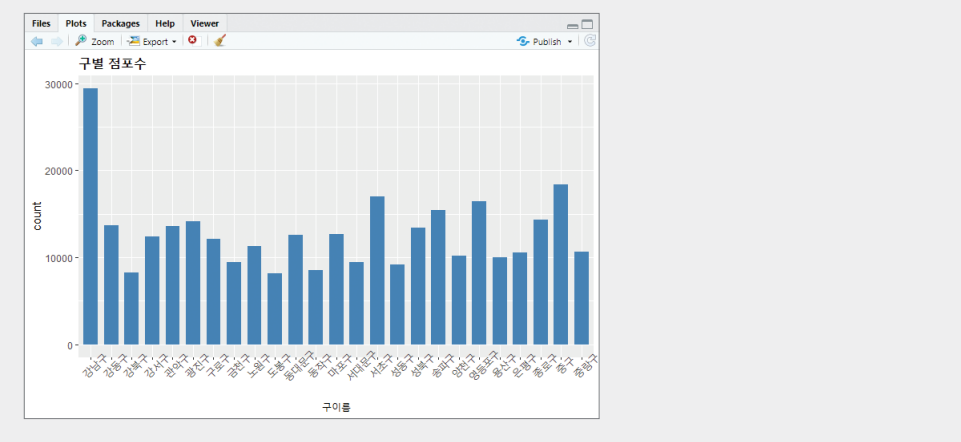 Files Plots Packages Help Viewer
Zoom Export Publish
구별 점포수
30000
20000
10000
0
count
강남구 강동구 강북구 강서구 관악구 광진구 구로구 금천구 노원구 도봉구 동대문구 동작구 마포구 서대문구 서초구 성동구 성북구 송파구 양천구 영등포구 용산구 은평구 종로구 중구 중랑구
구이름